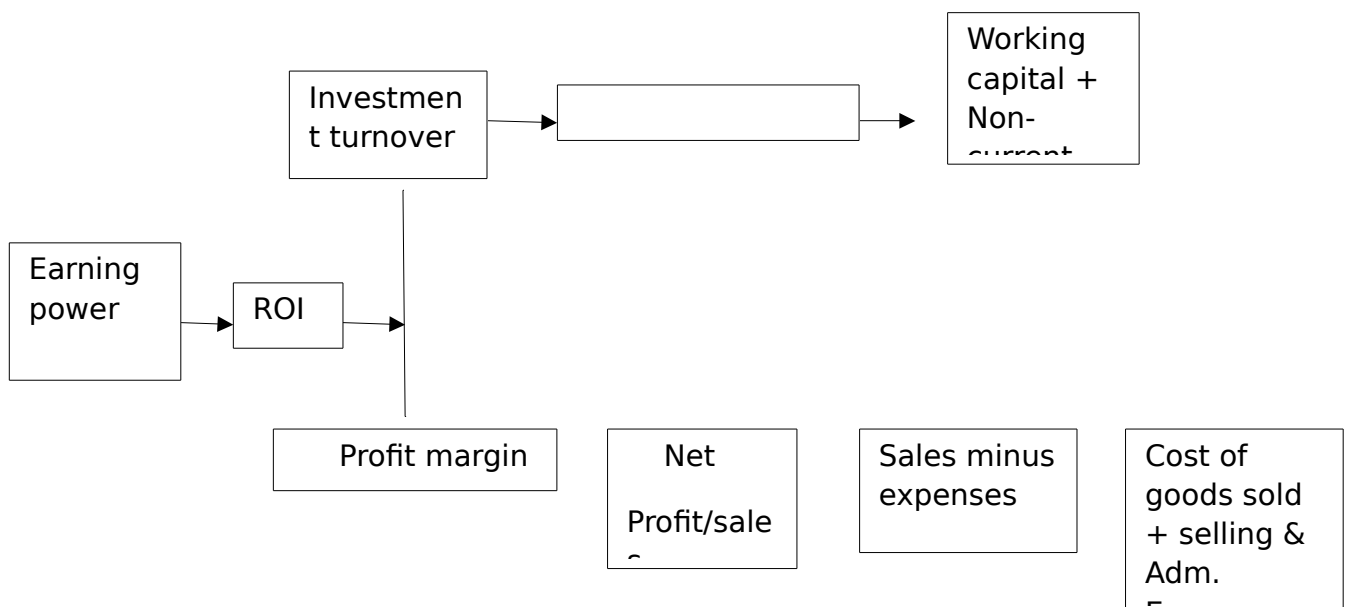 Working
capital +
Non-
current
Investmen
t turnover
Earning
power
ROI
Profit margin
Net
Profit/sale
s
Sales minus
expenses
Cost of
goods sold
+ selling &
Adm.